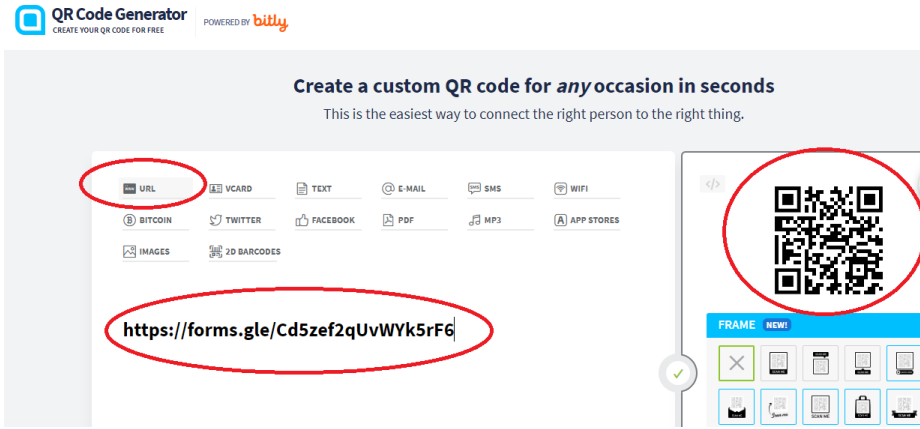 QR Code Generator
CREATE YOUR QR CODE FOR FREE
POWERED BY bitly
Create a custom QR code for any occasion in seconds
This is the easiest way to connect the right person to the right thing.
URL VCARD TEXT E-MAIL SMS WIFI
BITCOIN TWITTER FACEBOOK PDF MP3 APP STORES
IMAGES 2D BARCODES
https://forms.gle/Cd5zef2qUvWYk5rF6
FRAME NEW!